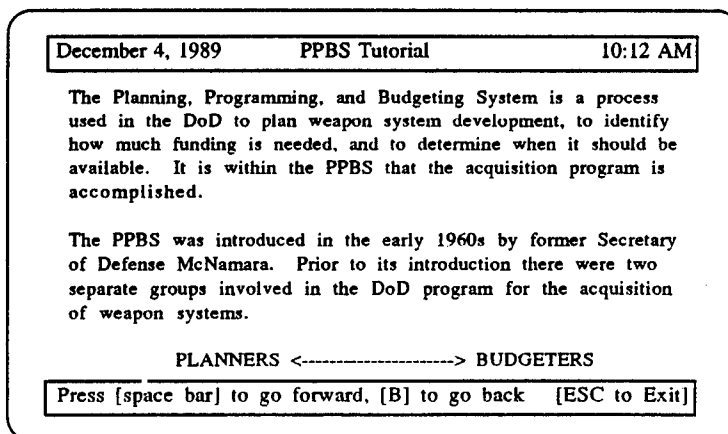 December 4, 1989 PPBS Tutorial 10:12 AM
The Planning, Programming, and Budgeting System is a process
used in the DoD to plan weapon system development, to identify
how much funding is needed, and to determine when it should be
available. It is within the PPBS that the acquisition program is
accomplished.
The PPBS was introduced in the early 1960s by former Secretary
of Defense McNamara. Prior to its introduction there were two
separate groups involved in the DoD program for the acquisition
of weapon systems.
PLANNERS <----------------------> BUDGETERS
Press [space bar] to go forward, [B] to go back [ESC to Exit]